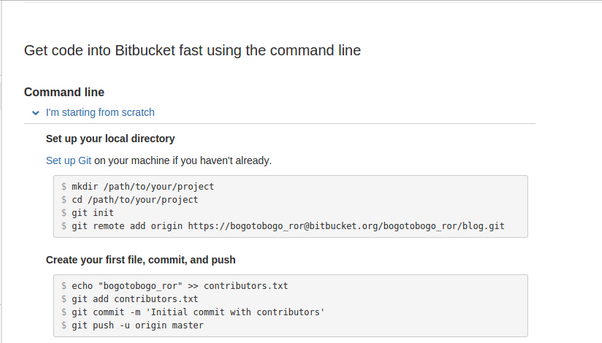 Get code into Bitbucket fast using the command line
Command line
I'm starting from scratch
Set up your local directory
Set up Git on your machine if you haven't already.
$ mkdir /path/to/your/project
$ cd /path/to/your/project
$ git init
$ git remote add origin https://bogotobogo_ror@bitbucket.org/bogotobogo_ror/blog.git
Create your first file, commit, and push
$ echo "bogotobogo_ror" >> contributors.txt
$ git add contributors.txt
$ git commit -m 'Initial commit with contributors'
$ git push -u origin master